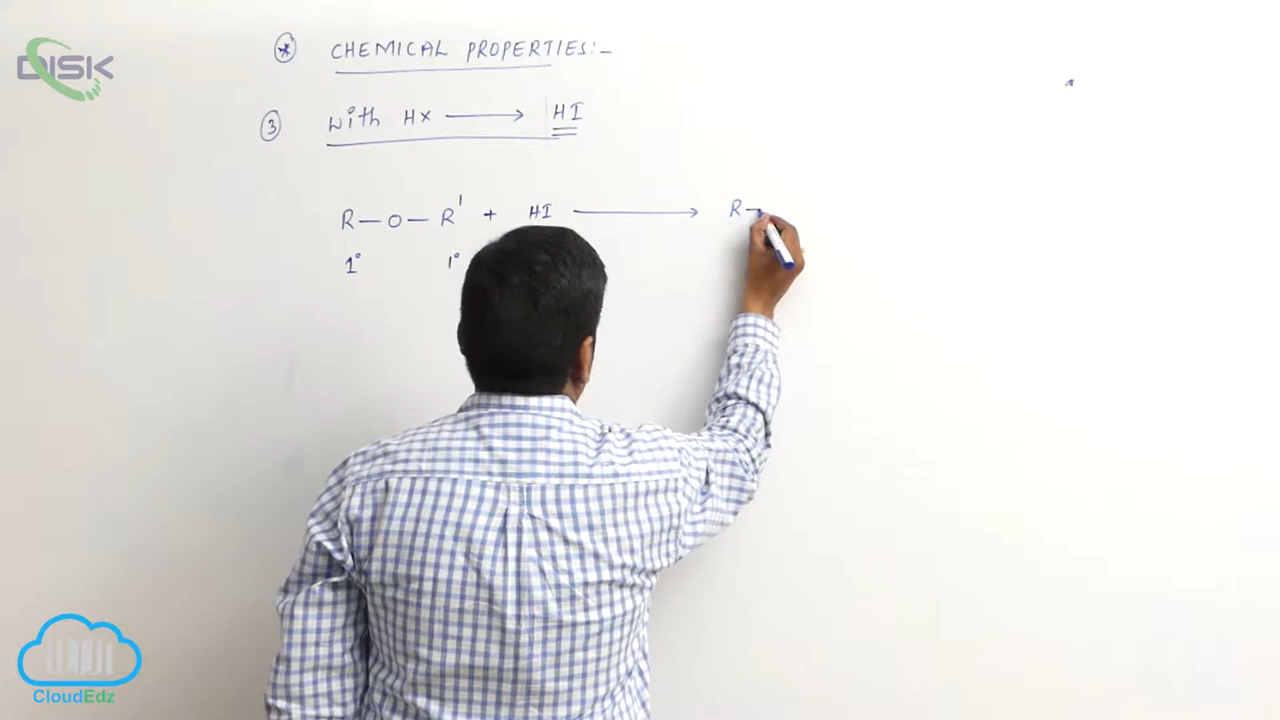 DISK
* CHEMICAL PROPERTIES:-
3 With HX ⟶ HI
R — O — R' + HI ⟶ R —
1° 1°
CloudEdz